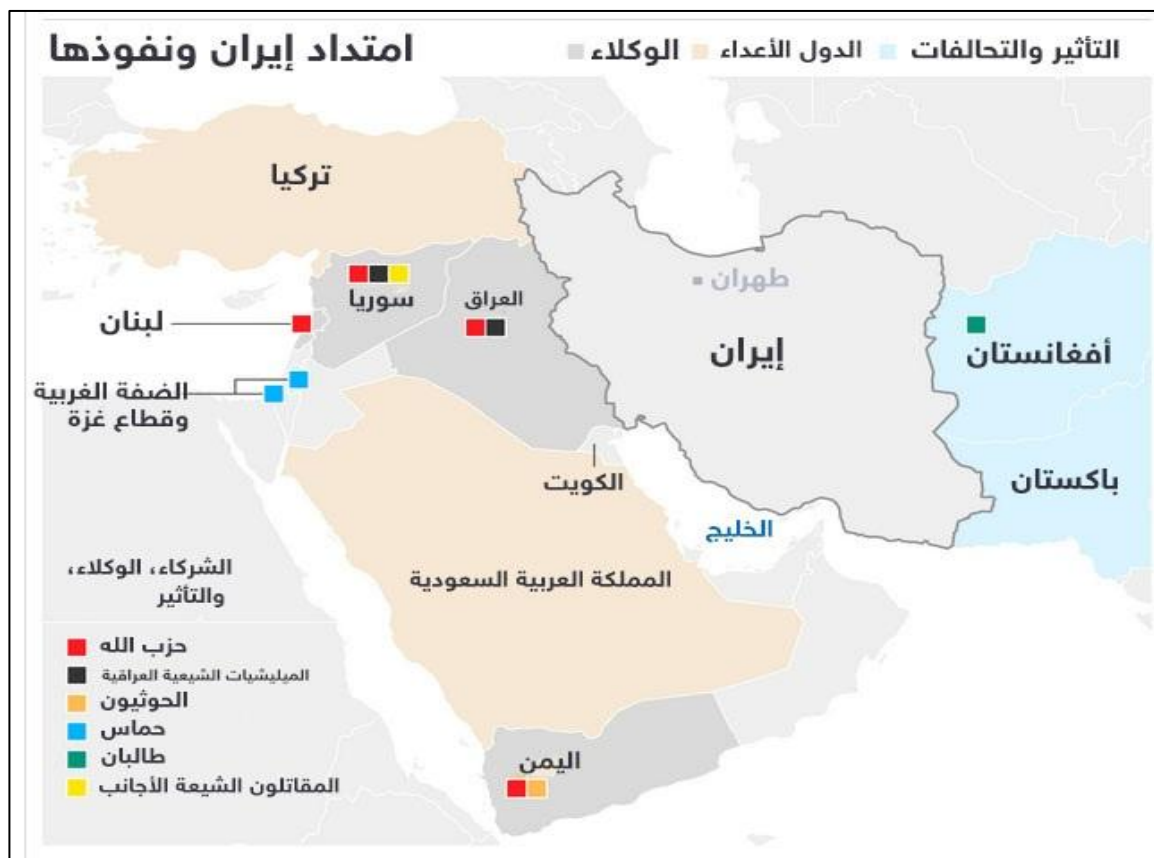 امتداد إيران ونفوذها
الوكلاء
الدول الأعداء
التأثير والتحالفات
تركيا
سوريا
العراق
طهران
لبنان
إيران
أفغانستان
الضفة الغربية
وقطاع غزة
الكويت
باكستان
الخليج
المملكة العربية السعودية
الشركاء، الوكلاء،
والتأثير
حزب الله
الميليشيات الشيعية العراقية
الحوثيون
حماس
طالبان
المقاتلون الشيعة الأجانب
اليمن